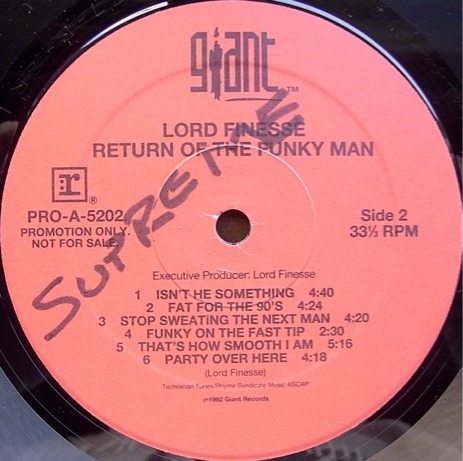 giant
™
LORD FINESSE
RETURN OF THE FUNKY MAN
SUPREME
r
®
PRO-A-5202
PROMOTION ONLY.
NOT FOR SALE.
Side 2
33⅓ RPM
Executive Producer: Lord Finesse
1 ISN'T HE SOMETHING 4:40
2 FAT FOR THE 90'S 4:24
3 STOP SWEATING THE NEXT MAN 4:20
4 FUNKY ON THE FAST TIP 2:30
5 THAT'S HOW SMOOTH I AM 5:16
6 PARTY OVER HERE 4:18
(Lord Finesse)
Technician Tunes/Rhyme Syndicate Music-ASCAP
℗1992 Giant Records